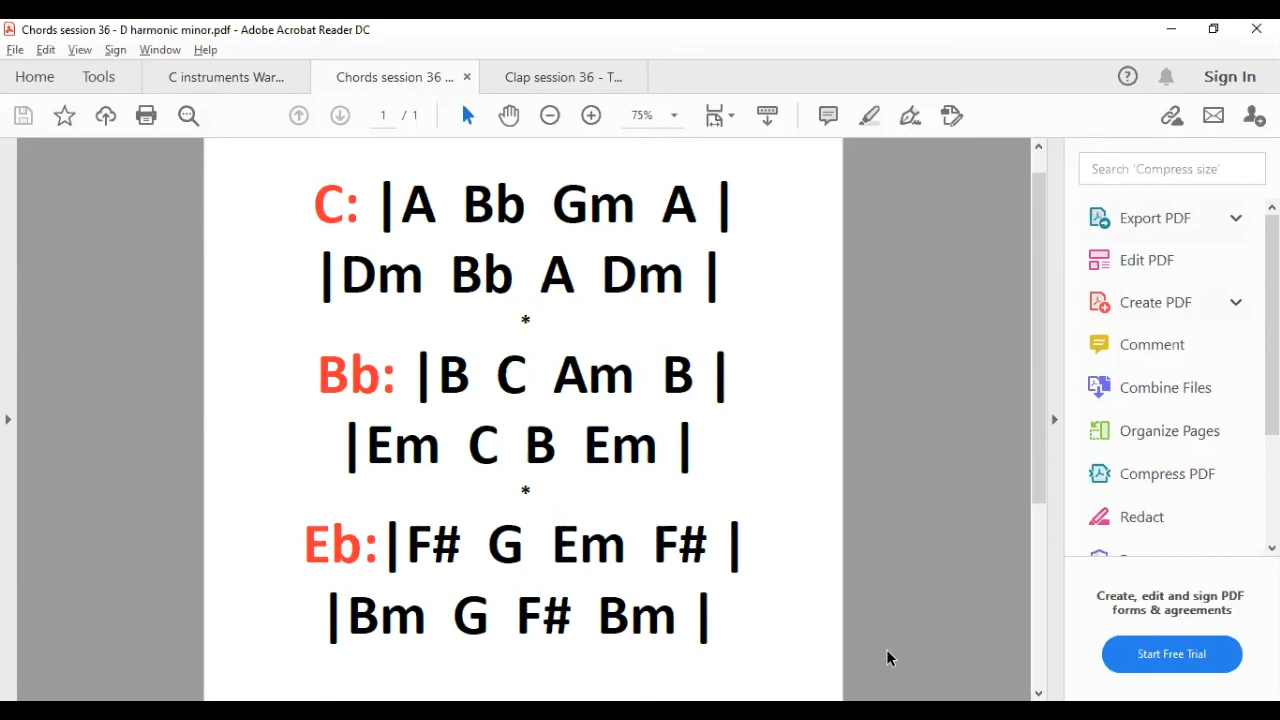 Chords session 36 - D harmonic minor.pdf - Adobe Acrobat Reader DC
File Edit View Sign Window Help
Home Tools C instruments War... Chords session 36 ... × Clap session 36 - T... Sign In
1 / 1 75%
Search 'Compress size'
Export PDF
Edit PDF
Create PDF
Comment
Combine Files
Organize Pages
Compress PDF
Redact
Create, edit and sign PDF
forms & agreements
Start Free Trial
C: |A Bb Gm A |
|Dm Bb A Dm |
*
Bb: |B C Am B |
|Em C B Em |
*
Eb:|F# G Em F# |
|Bm G F# Bm |